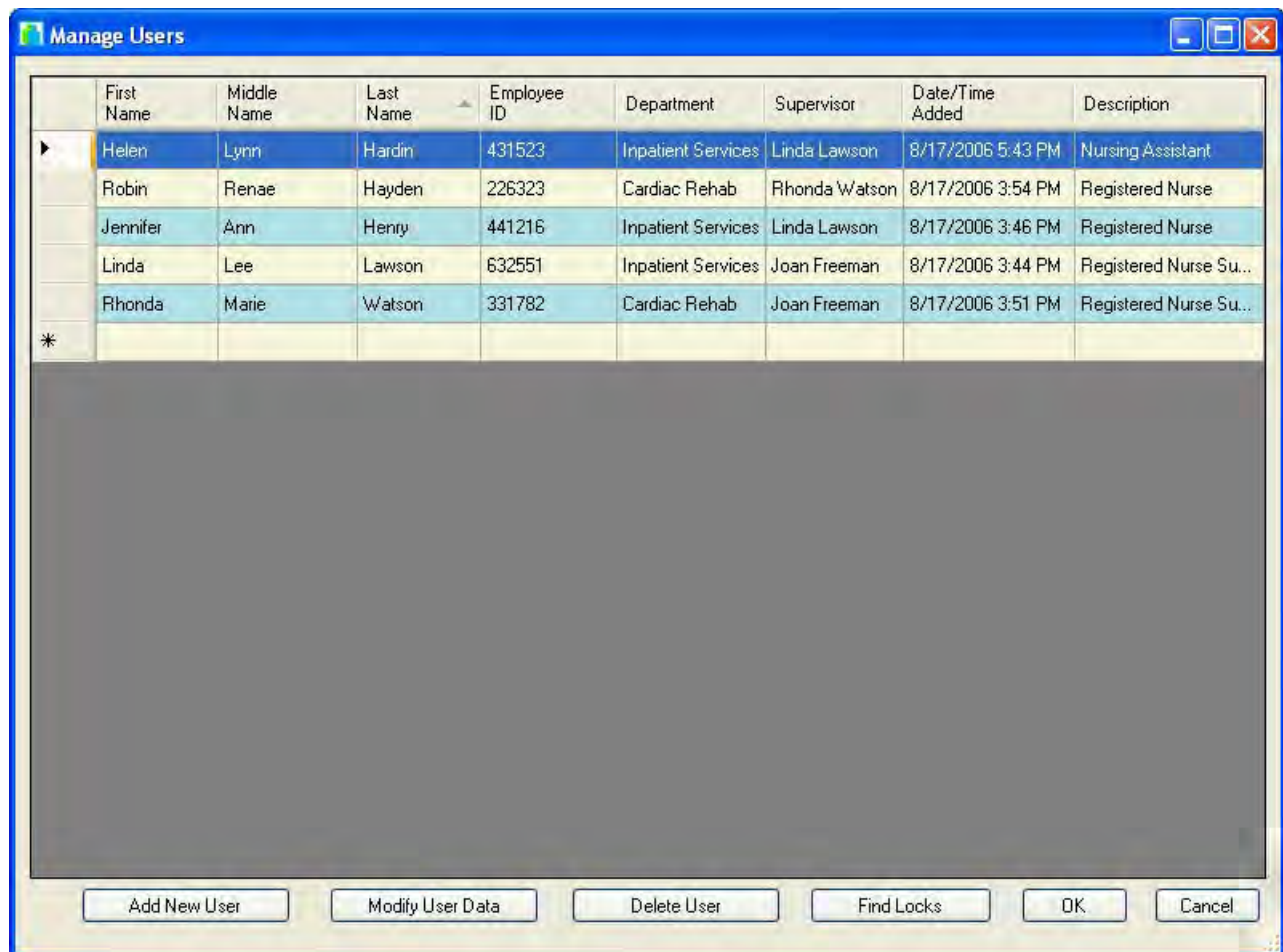 Manage Users
First Name Middle Name Last Name Employee ID Department Supervisor Date/Time Added Description
Helen Lynn Hardin 431523 Inpatient Services Linda Lawson 8/17/2006 5:43 PM Nursing Assistant
Robin Renae Hayden 226323 Cardiac Rehab Rhonda Watson 8/17/2006 3:54 PM Registered Nurse
Jennifer Ann Henry 441216 Inpatient Services Linda Lawson 8/17/2006 3:46 PM Registered Nurse
Linda Lee Lawson 632551 Inpatient Services Joan Freeman 8/17/2006 3:44 PM Registered Nurse Su...
Rhonda Marie Watson 331782 Cardiac Rehab Joan Freeman 8/17/2006 3:51 PM Registered Nurse Su...
Add New User Modify User Data Delete User Find Locks OK Cancel